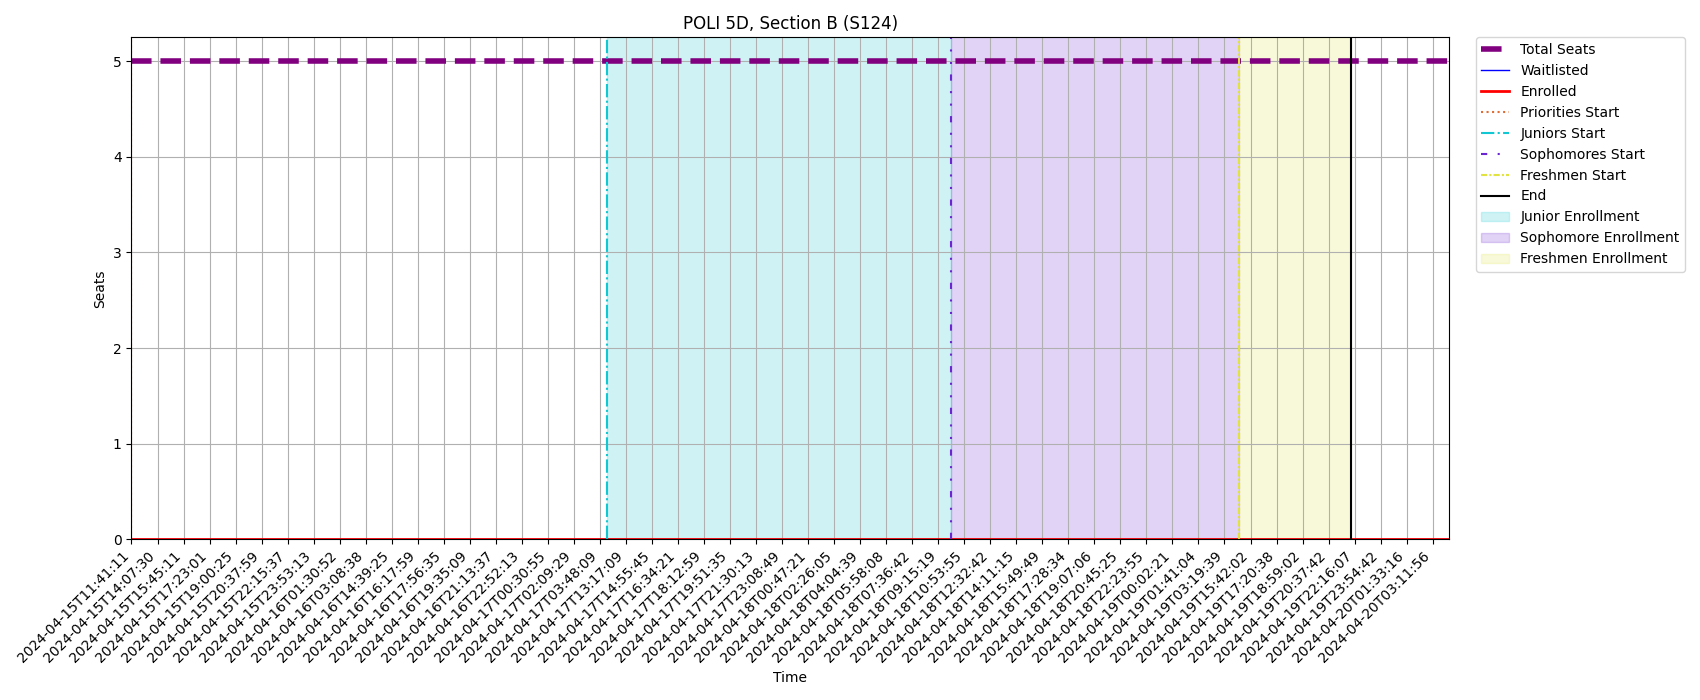 POLI 5D, Section B (S124)
5
4
3
2
1
0
Seats
2024-04-15T11:41:11
2024-04-15T14:07:30
2024-04-15T15:45:11
2024-04-15T17:23:01
2024-04-15T19:00:25
2024-04-15T20:37:59
2024-04-15T22:15:37
2024-04-15T23:53:13
2024-04-16T01:30:52
2024-04-16T03:08:38
2024-04-16T14:39:25
2024-04-16T16:17:59
2024-04-16T17:56:35
2024-04-16T19:35:09
2024-04-16T21:13:37
2024-04-16T22:52:13
2024-04-17T00:30:55
2024-04-17T02:09:29
2024-04-17T03:48:09
2024-04-17T13:17:09
2024-04-17T14:55:45
2024-04-17T16:34:21
2024-04-17T18:12:59
2024-04-17T19:51:35
2024-04-17T21:30:13
2024-04-17T23:08:49
2024-04-18T00:47:21
2024-04-18T02:26:05
2024-04-18T04:04:39
2024-04-18T05:58:08
2024-04-18T07:36:42
2024-04-18T09:15:19
2024-04-18T10:53:55
2024-04-18T12:32:42
2024-04-18T14:11:15
2024-04-18T15:49:49
2024-04-18T17:28:34
2024-04-18T19:07:06
2024-04-18T20:45:25
2024-04-18T22:23:55
2024-04-19T00:02:21
2024-04-19T01:41:04
2024-04-19T03:19:39
2024-04-19T15:42:02
2024-04-19T17:20:38
2024-04-19T18:59:02
2024-04-19T20:37:42
2024-04-19T22:16:07
2024-04-19T23:54:42
2024-04-20T01:33:16
2024-04-20T03:11:56
Time
Total Seats
Waitlisted
Enrolled
Priorities Start
Juniors Start
Sophomores Start
Freshmen Start
End
Junior Enrollment
Sophomore Enrollment
Freshmen Enrollment